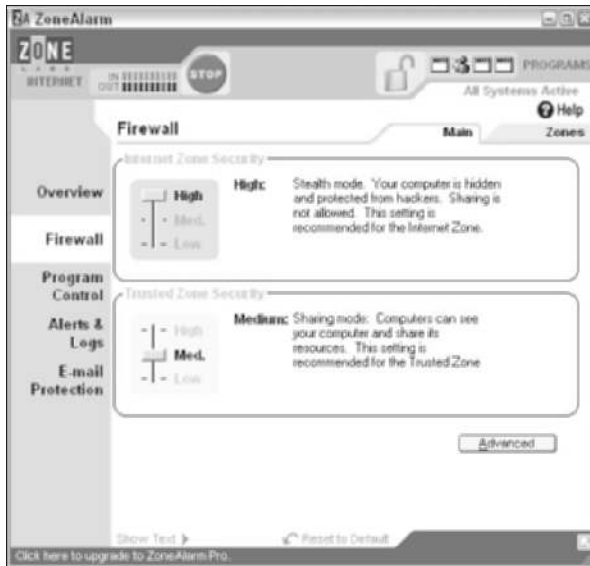 ZA ZoneAlarm
ZONE
LABS
INTERNET
IN
OUT
STOP
PROGRAMS
All Systems Active
Help
Firewall
Main
Zones
Overview
Firewall
Program
Control
Alerts &
Logs
E-mail
Protection
Internet Zone Security
High
Med.
Low
High:
Stealth mode. Your computer is hidden
and protected from hackers. Sharing is
not allowed. This setting is
recommended for the Internet Zone.
Trusted Zone Security
High
Med.
Low
Medium:
Sharing mode: Computers can see
your computer and share its
resources. This setting is
recommended for the Trusted Zone
Advanced
Show Text
Reset to Default
Click here to upgrade to ZoneAlarm Pro.